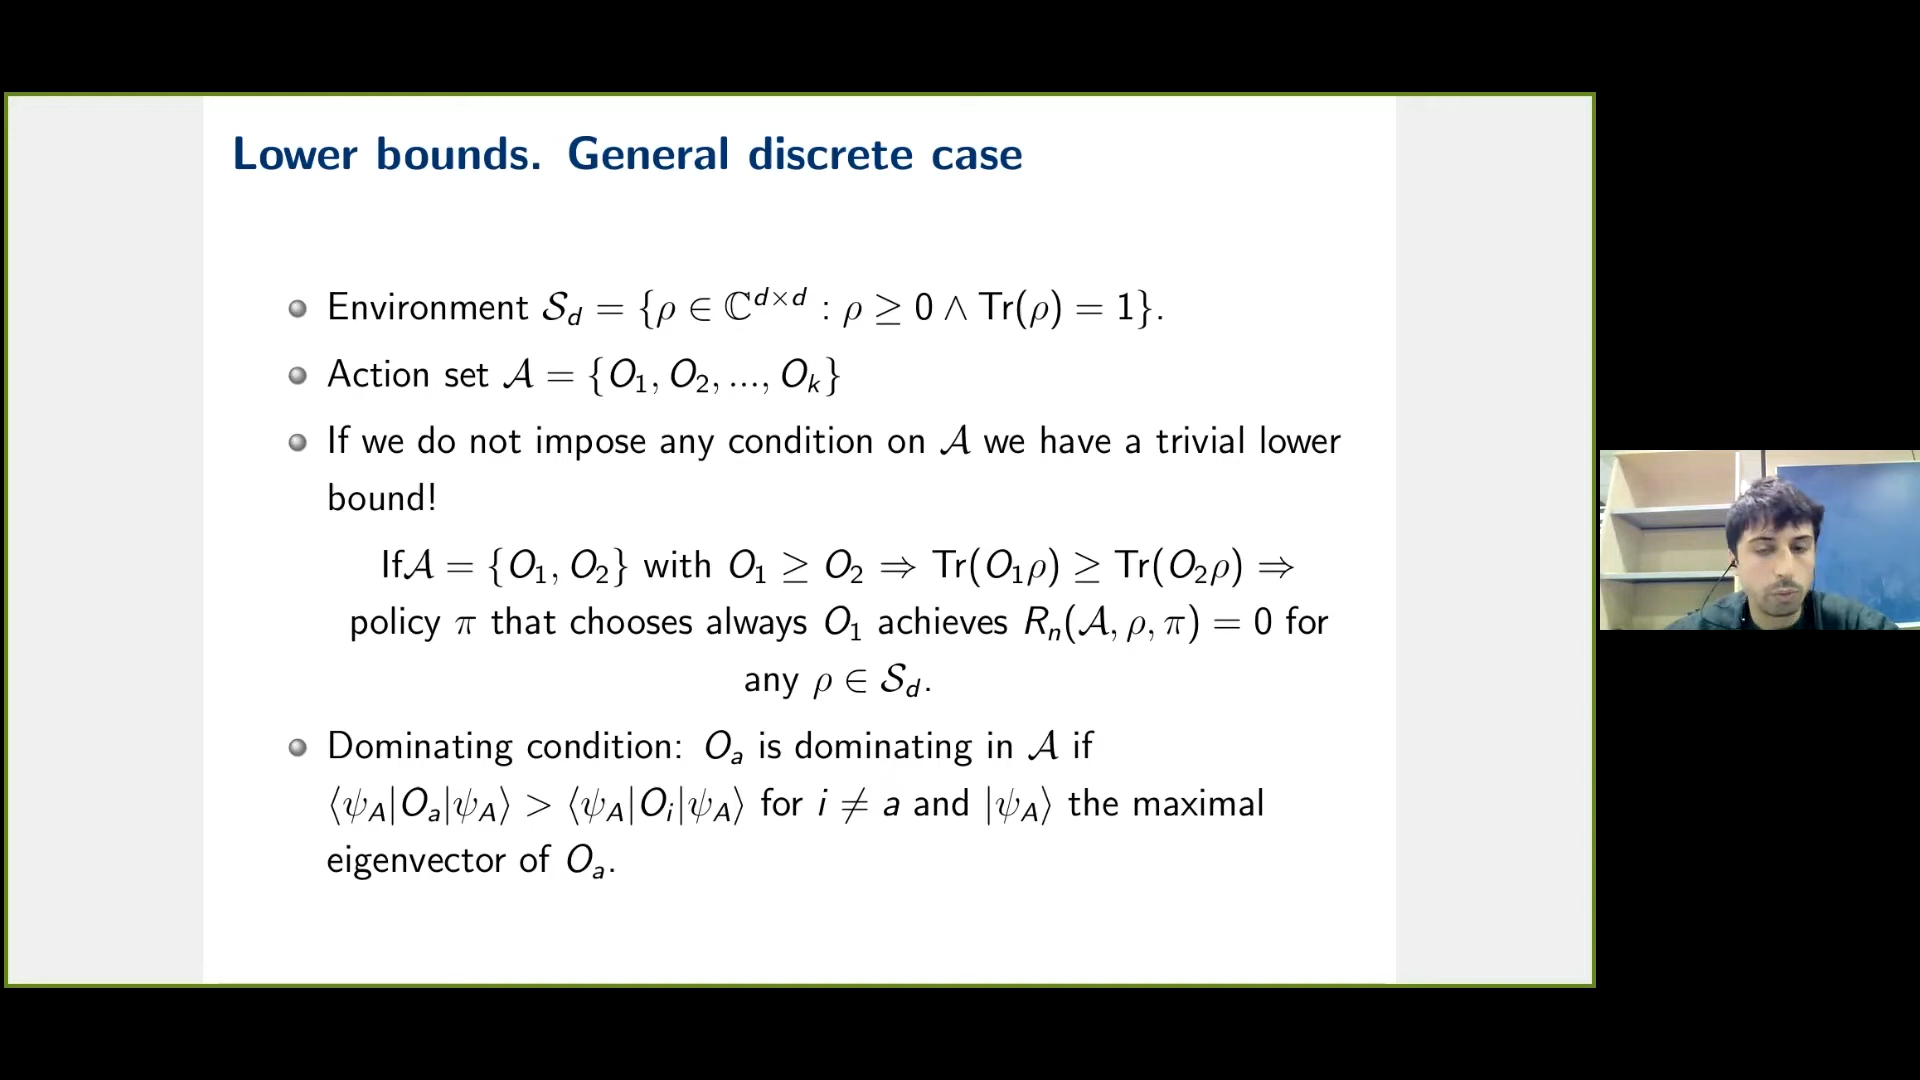 Lower bounds. General discrete case
Environment 𝒮_d = {ρ ∈ ℂ^{d×d} : ρ ≥ 0 ∧ Tr(ρ) = 1}.
Action set 𝒜 = {O_1, O_2, ..., O_k}
If we do not impose any condition on 𝒜 we have a trivial lower
bound!
If𝒜 = {O_1, O_2} with O_1 ≥ O_2 ⇒ Tr(O_1ρ) ≥ Tr(O_2ρ) ⇒
policy π that chooses always O_1 achieves R_n(𝒜, ρ, π) = 0 for
any ρ ∈ 𝒮_d.
Dominating condition: O_a is dominating in 𝒜 if
⟨ψ_A|O_a|ψ_A⟩ > ⟨ψ_A|O_i|ψ_A⟩ for i ≠ a and |ψ_A⟩ the maximal
eigenvector of O_a.